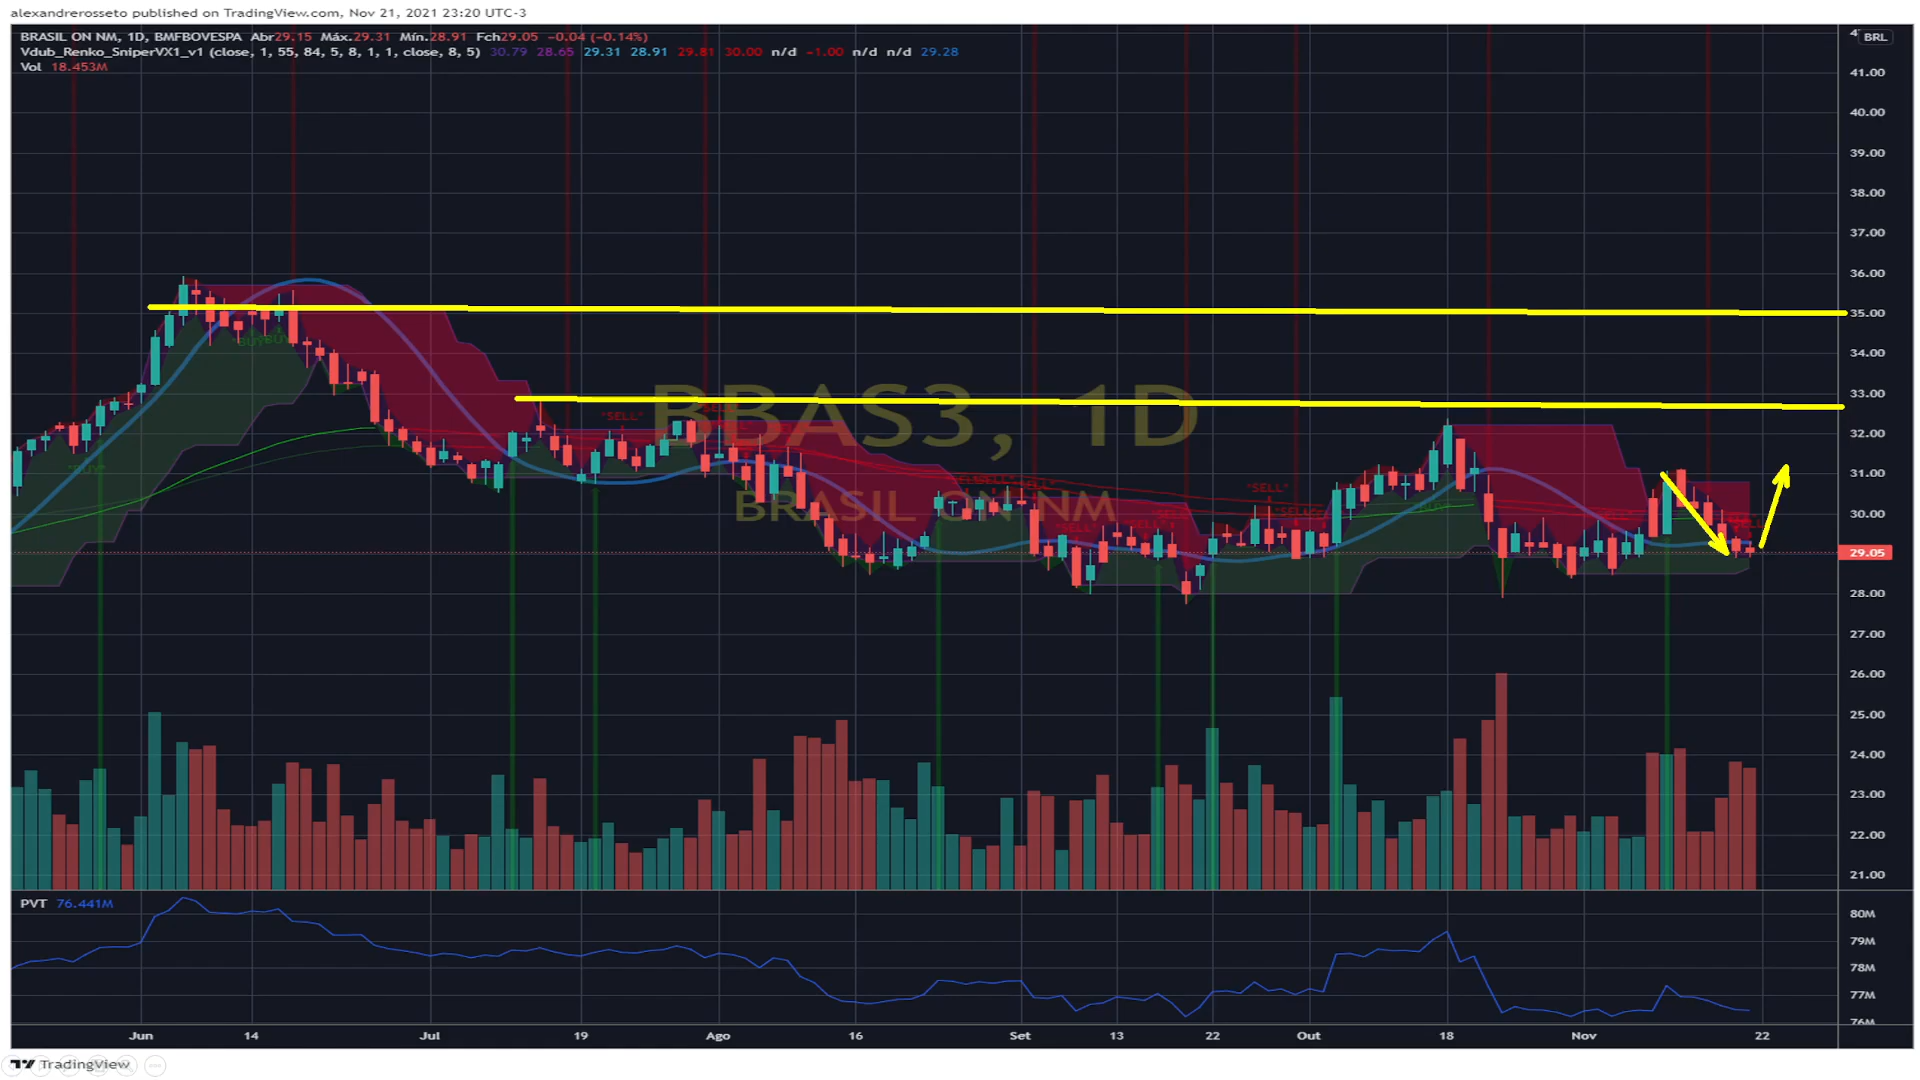 alexandrerosseto published on TradingView.com, Nov 21, 2021 23:20 UTC-3
BRASIL ON NM, 1D, BMFBOVESPA Abr29.15 Máx.29.31 Mín.28.91 Fch29.05 −0.04 (−0.14%)
Vdub_Renko_SniperVX1_v1 (close, 1, 55, 84, 5, 8, 1, 1, close, 8, 5) 30.79 28.65 29.31 28.91 29.81 30.00 n/d −1.00 n/d n/d 29.28
Vol 18.453M
BRL
41.00
40.00
39.00
38.00
37.00
36.00
35.00
34.00
33.00
32.00
31.00
30.00
29.05
28.00
27.00
26.00
25.00
24.00
23.00
22.00
21.00
BBAS3, 1D
BRASIL ON NM
"SELL"
"SELL"
PVT 76.441M
80M
79M
78M
77M
76M
Jun 14 Jul 19 Ago 16 Set 13 22 Out 18 Nov 22
TradingView